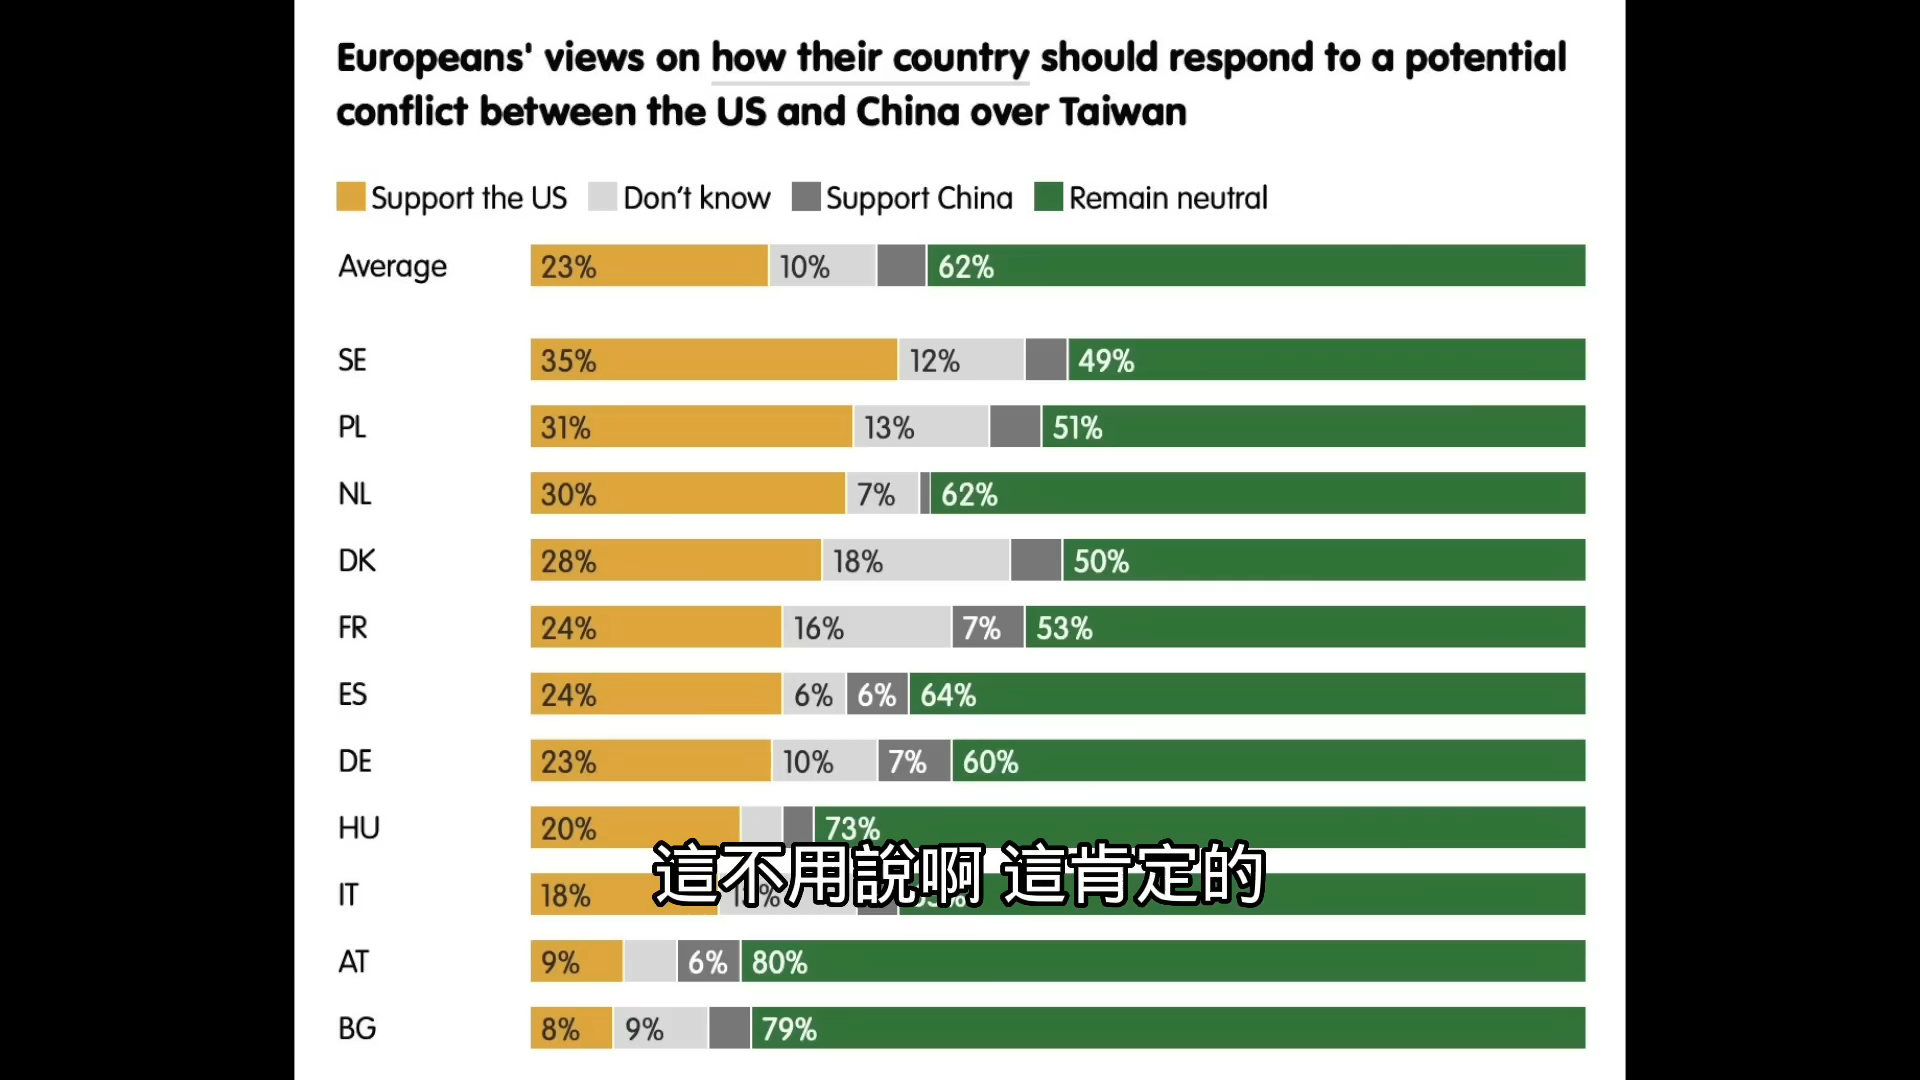 Europeans' views on how their country should respond to a potential
conflict between the US and China over Taiwan
Support the US Don't know Support China Remain neutral
Average 23% 10% 62%
SE 35% 12% 49%
PL 31% 13% 51%
NL 30% 7% 62%
DK 28% 18% 50%
FR 24% 16% 7% 53%
ES 24% 6% 6% 64%
DE 23% 10% 7% 60%
HU 20% 73%
這不用說啊 這肯定的
IT 18%
AT 9% 6% 80%
BG 8% 9% 79%